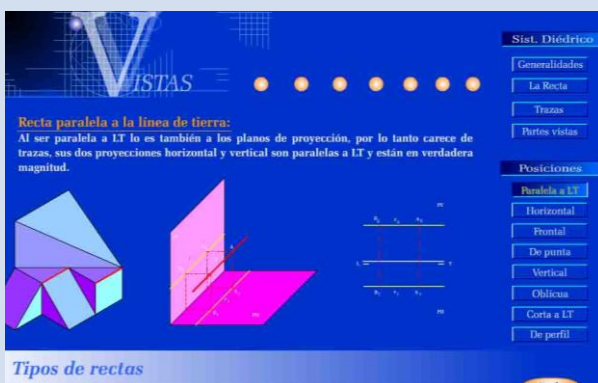 VISTAS
Recta paralela a la línea de tierra:
Al ser paralela a LT lo es también a los planos de proyección, por lo tanto carece de
trazas, sus dos proyecciones horizontal y vertical son paralelas a LT y están en verdadera
magnitud.
Sist. Diédrico
Generalidades
La Recta
Trazas
Partes vistas
Posiciones
Paralela a LT
Horizontal
Frontal
De punta
Vertical
Oblícua
Corta a LT
De perfil
Tipos de rectas